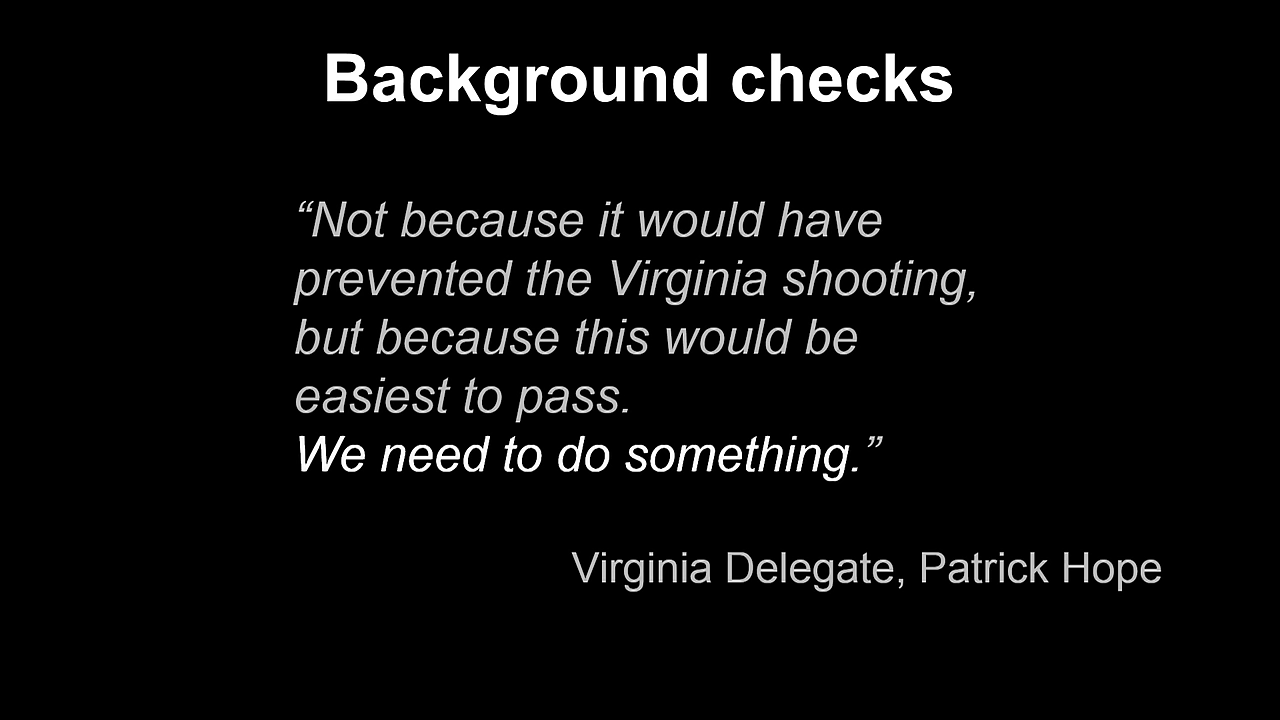 Background checks
“Not because it would have
prevented the Virginia shooting,
but because this would be
easiest to pass.
We need to do something.”
Virginia Delegate, Patrick Hope